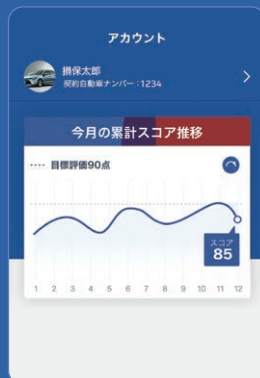 アカウント
損保太郎
契約自動車ナンバー：1234
今月の累計スコア推移
···· 目標評価90点
スコア
85
1 2 3 4 5 6 7 8 9 10 11 12